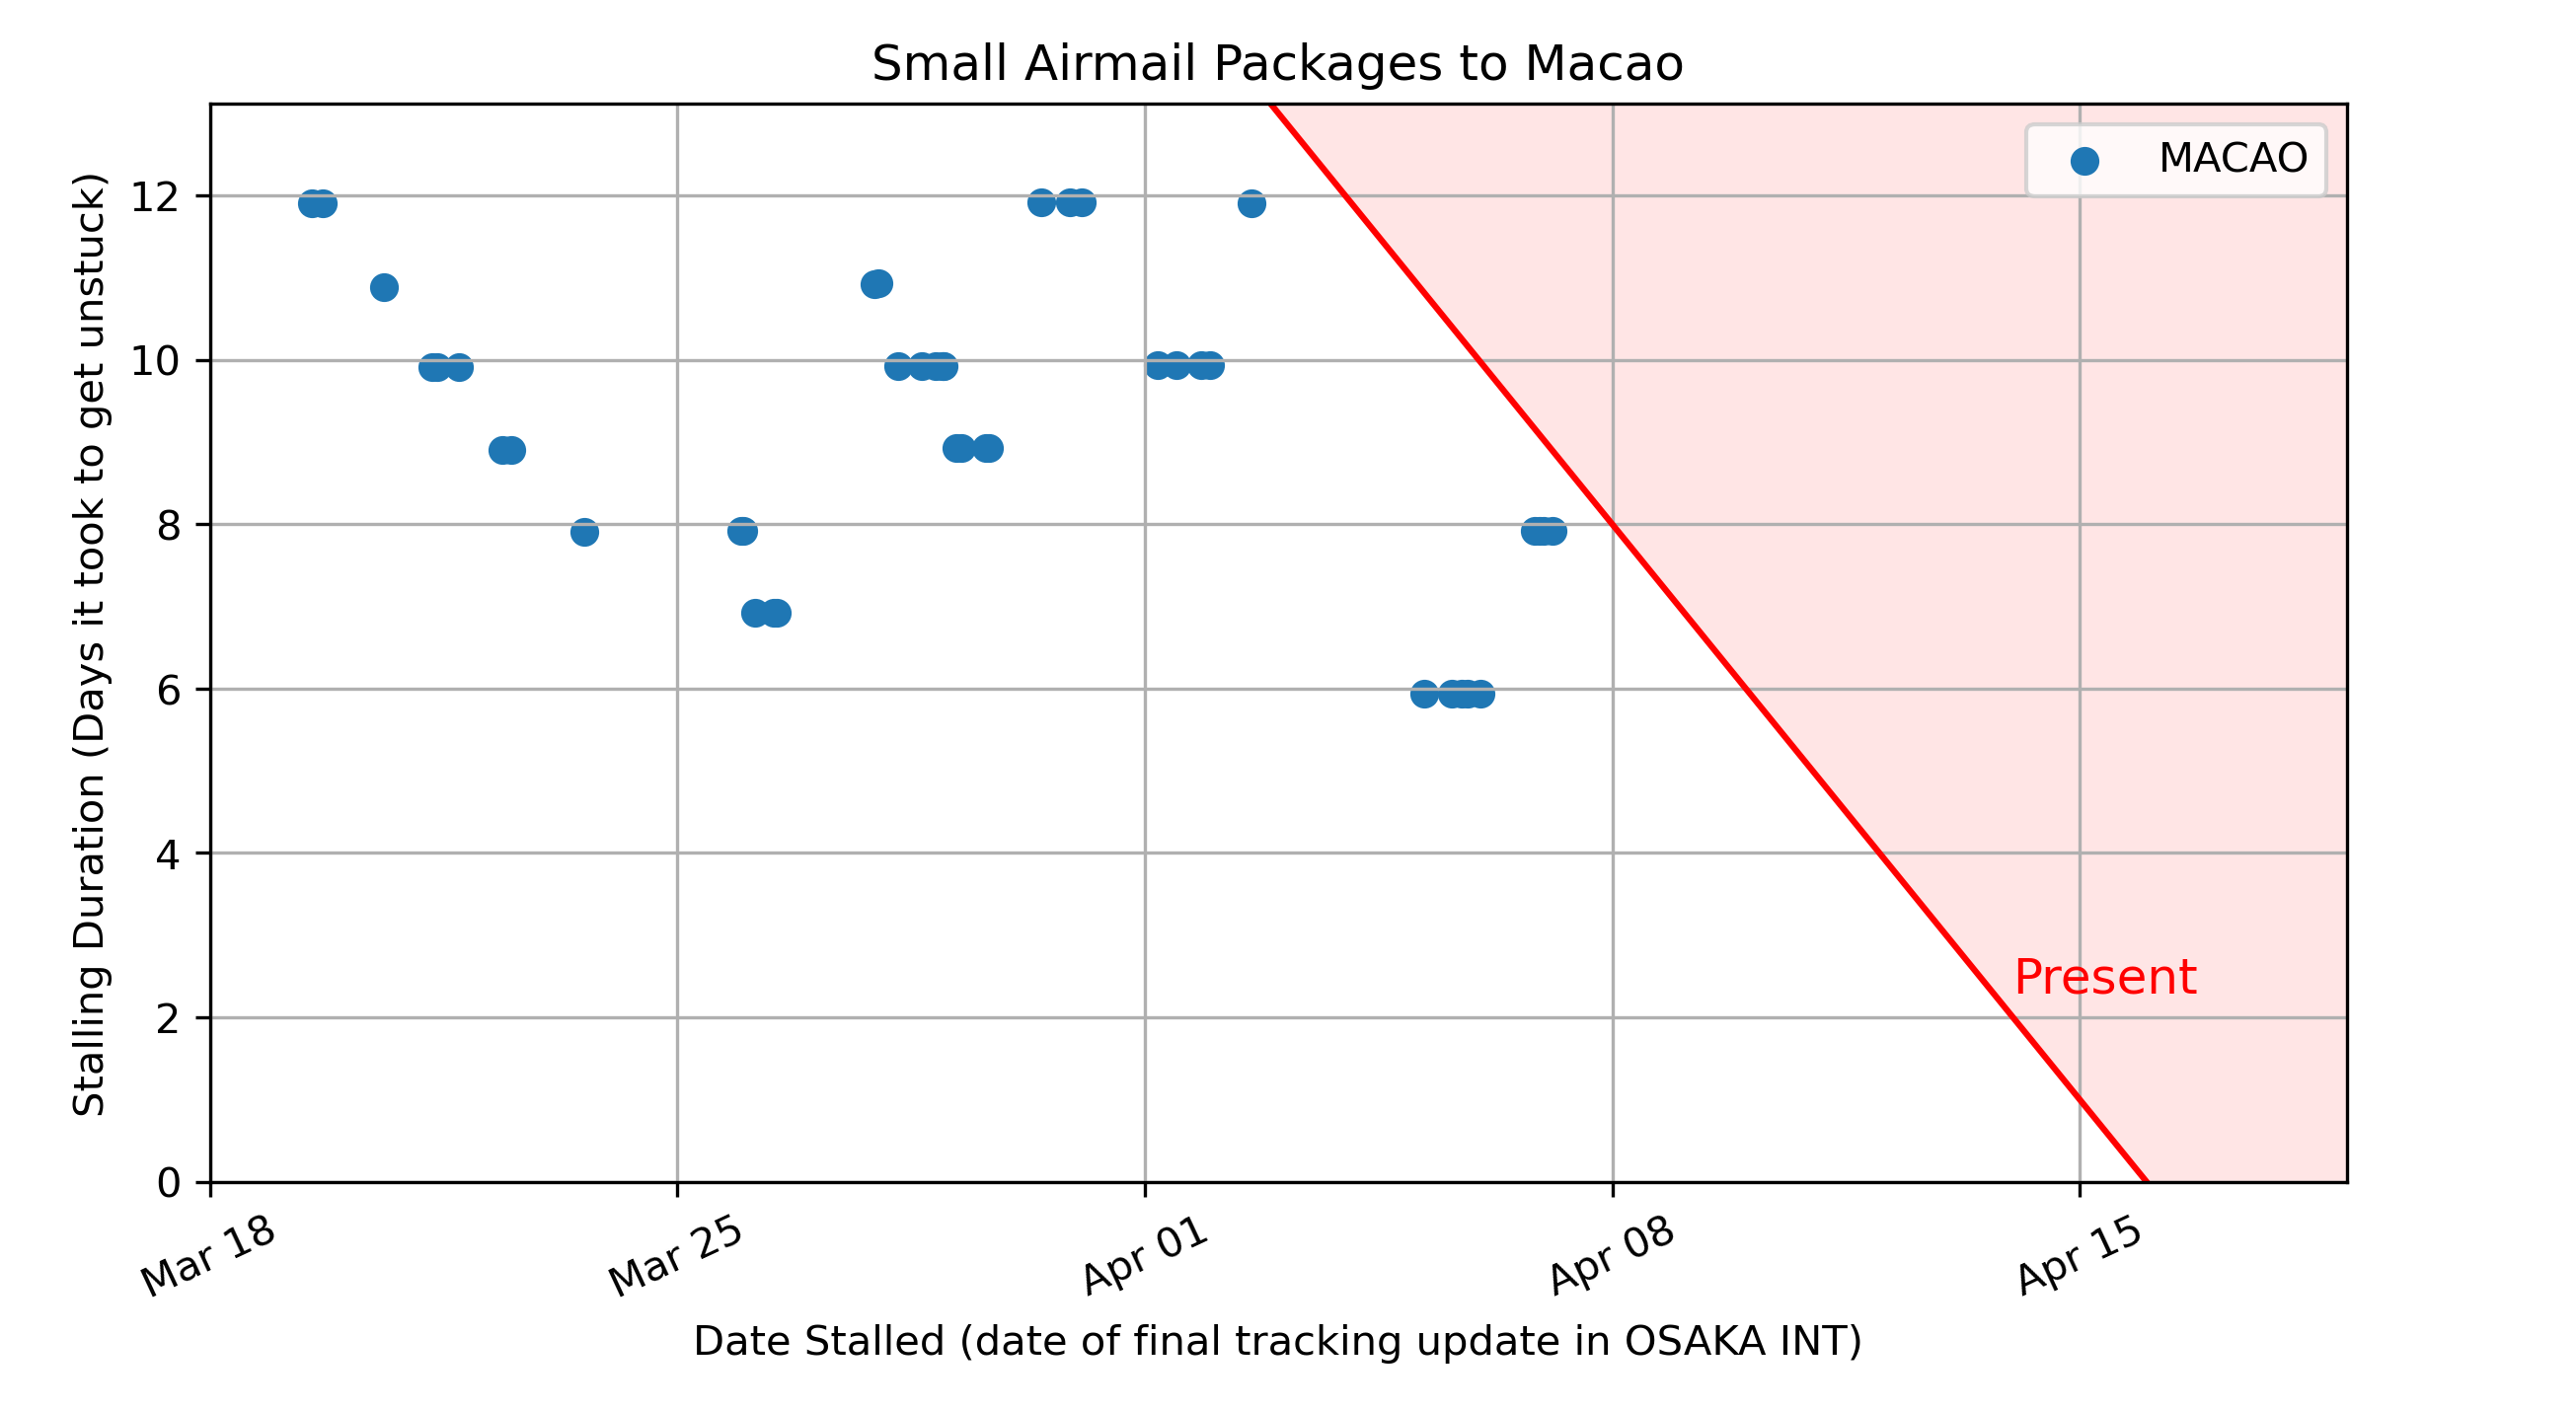 Small Airmail Packages to Macao
MACAO
Stalling Duration (Days it took to get unstuck)
12
10
8
6
4
2
0
Present
Mar 18
Mar 25
Apr 01
Apr 08
Apr 15
Date Stalled (date of final tracking update in OSAKA INT)